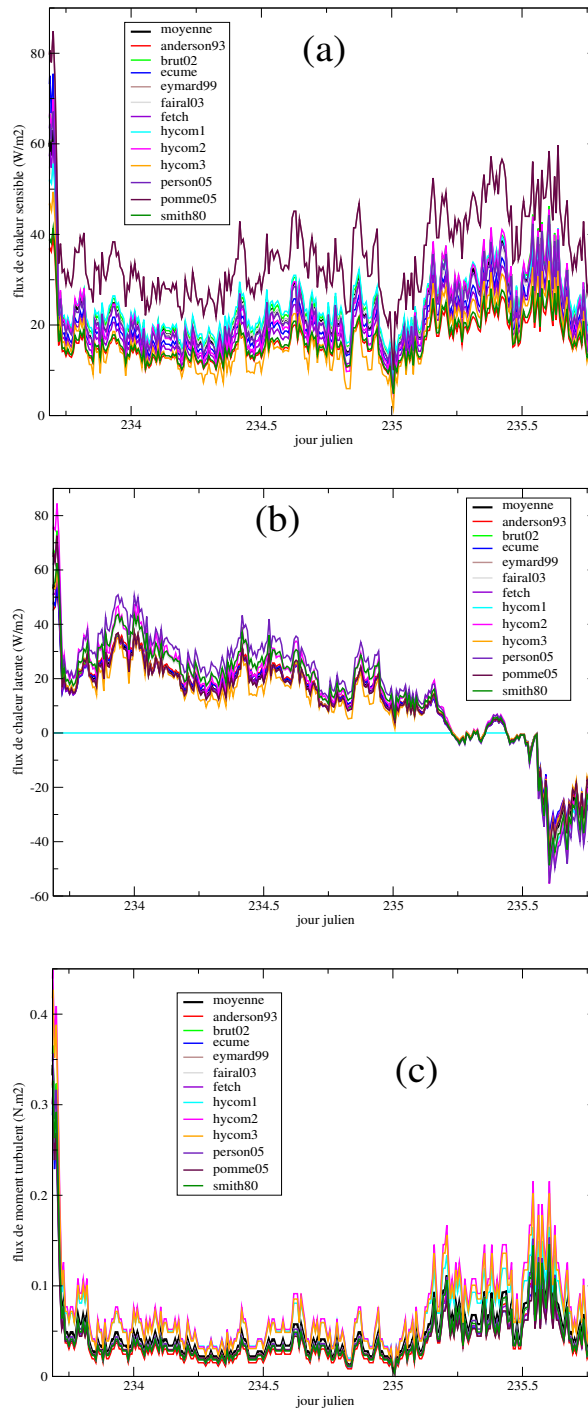 (a)
moyenne
anderson93
brut02
ecume
eymard99
fairal03
fetch
hycom1
hycom2
hycom3
person05
pomme05
smith80
flux de chaleur sensible (W/m2)
80
60
40
20
0
234
234.5
235
235.5
jour julien
(b)
moyenne
anderson93
brut02
ecume
eymard99
fairal03
fetch
hycom1
hycom2
hycom3
person05
pomme05
smith80
flux de chaleur latente (W/m2)
80
60
40
20
0
-20
-40
-60
234
234.5
235
235.5
jour julien
(c)
moyenne
anderson93
brut02
ecume
eymard99
fairal03
fetch
hycom1
hycom2
hycom3
person05
pomme05
smith80
flux de moment turbulent (N.m2)
0.4
0.3
0.2
0.1
0
234
234.5
235
235.5
jour julien